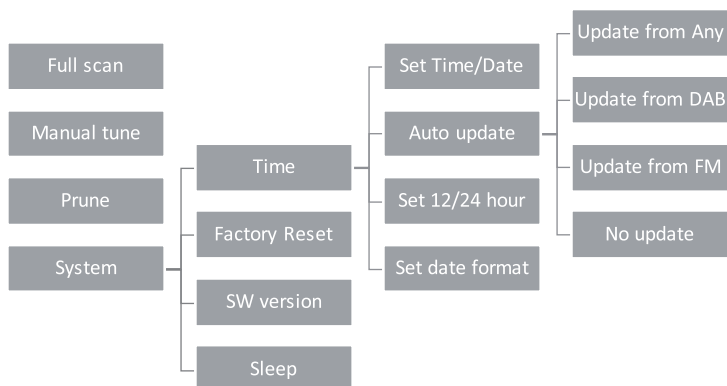 Full scan
Manual tune
Prune
System
Time
Factory Reset
SW version
Sleep
Set Time/Date
Auto update
Set 12/24 hour
Set date format
Update from Any
Update from DAB
Update from FM
No update